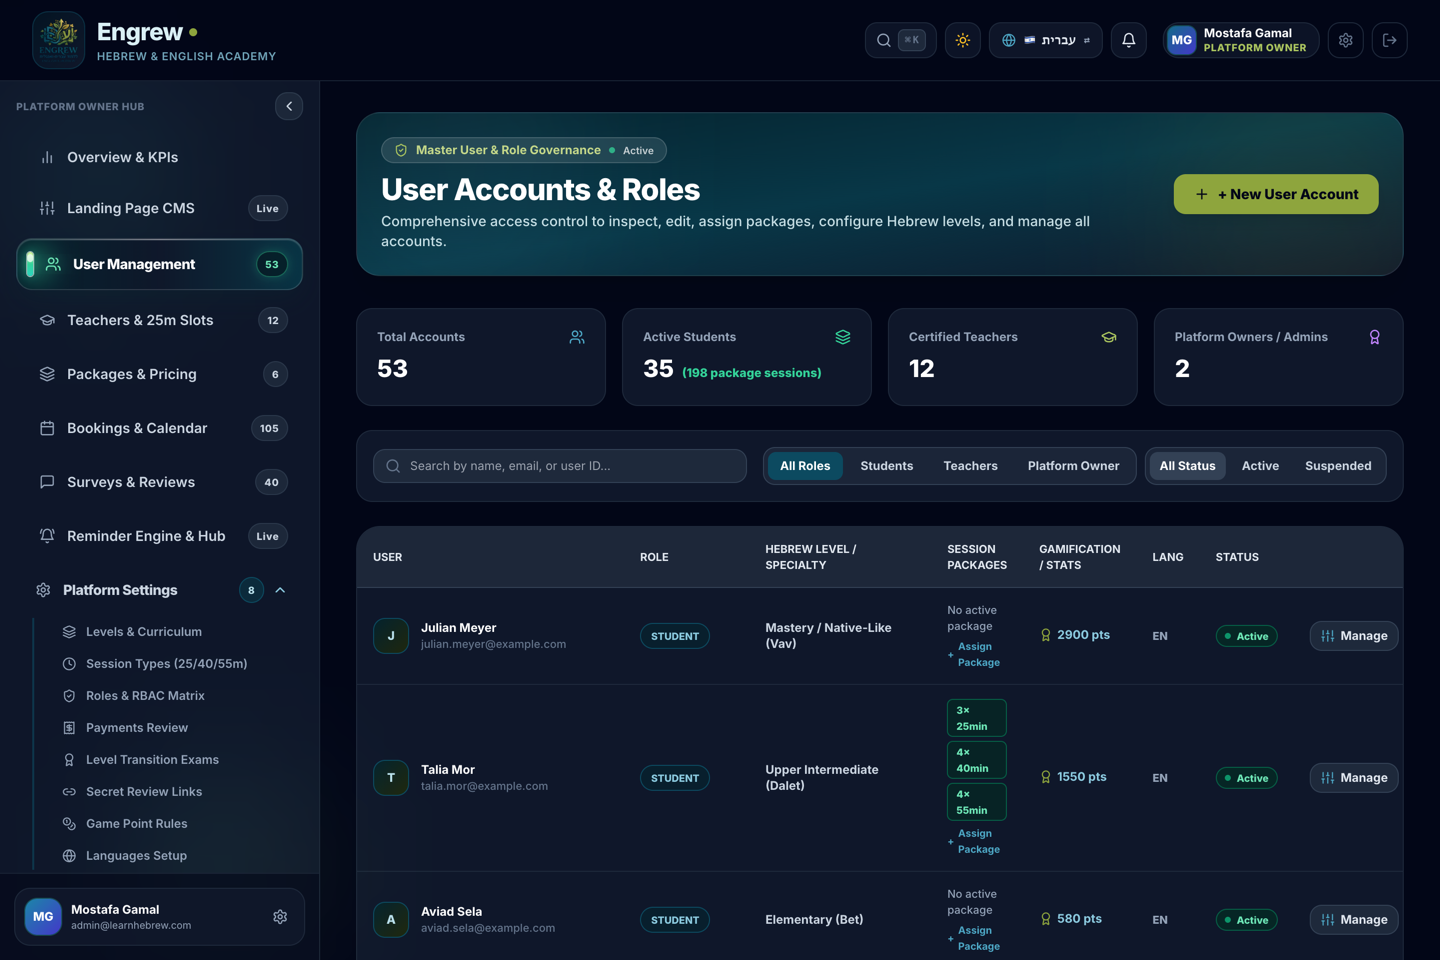 Engrew
HEBREW & ENGLISH ACADEMY
ENGREW
⌘K
עברית
MG
Mostafa Gamal
PLATFORM OWNER
PLATFORM OWNER HUB
Overview & KPIs
Landing Page CMS
Live
User Management
53
Teachers & 25m Slots
12
Packages & Pricing
6
Bookings & Calendar
105
Surveys & Reviews
40
Reminder Engine & Hub
Live
Platform Settings
8
Levels & Curriculum
Session Types (25/40/55m)
Roles & RBAC Matrix
Payments Review
Level Transition Exams
Secret Review Links
Game Point Rules
Languages Setup
MG
Mostafa Gamal
admin@learnhebrew.com
Master User & Role Governance
Active
User Accounts & Roles
Comprehensive access control to inspect, edit, assign packages, configure Hebrew levels, and manage all
accounts.
+ New User Account
Total Accounts
53
Active Students
35 (198 package sessions)
Certified Teachers
12
Platform Owners / Admins
2
Search by name, email, or user ID...
All Roles
Students
Teachers
Platform Owner
All Status
Active
Suspended
USER
ROLE
HEBREW LEVEL /
SPECIALTY
SESSION
PACKAGES
GAMIFICATION
/ STATS
LANG
STATUS
J
Julian Meyer
julian.meyer@example.com
STUDENT
Mastery / Native-Like
(Vav)
No active
package
+ Assign
Package
2900 pts
EN
Active
Manage
T
Talia Mor
talia.mor@example.com
STUDENT
Upper Intermediate
(Dalet)
3×
25min
4×
40min
4×
55min
+ Assign
Package
1550 pts
EN
Active
Manage
A
Aviad Sela
aviad.sela@example.com
STUDENT
Elementary (Bet)
No active
package
+ Assign
Package
580 pts
EN
Active
Manage